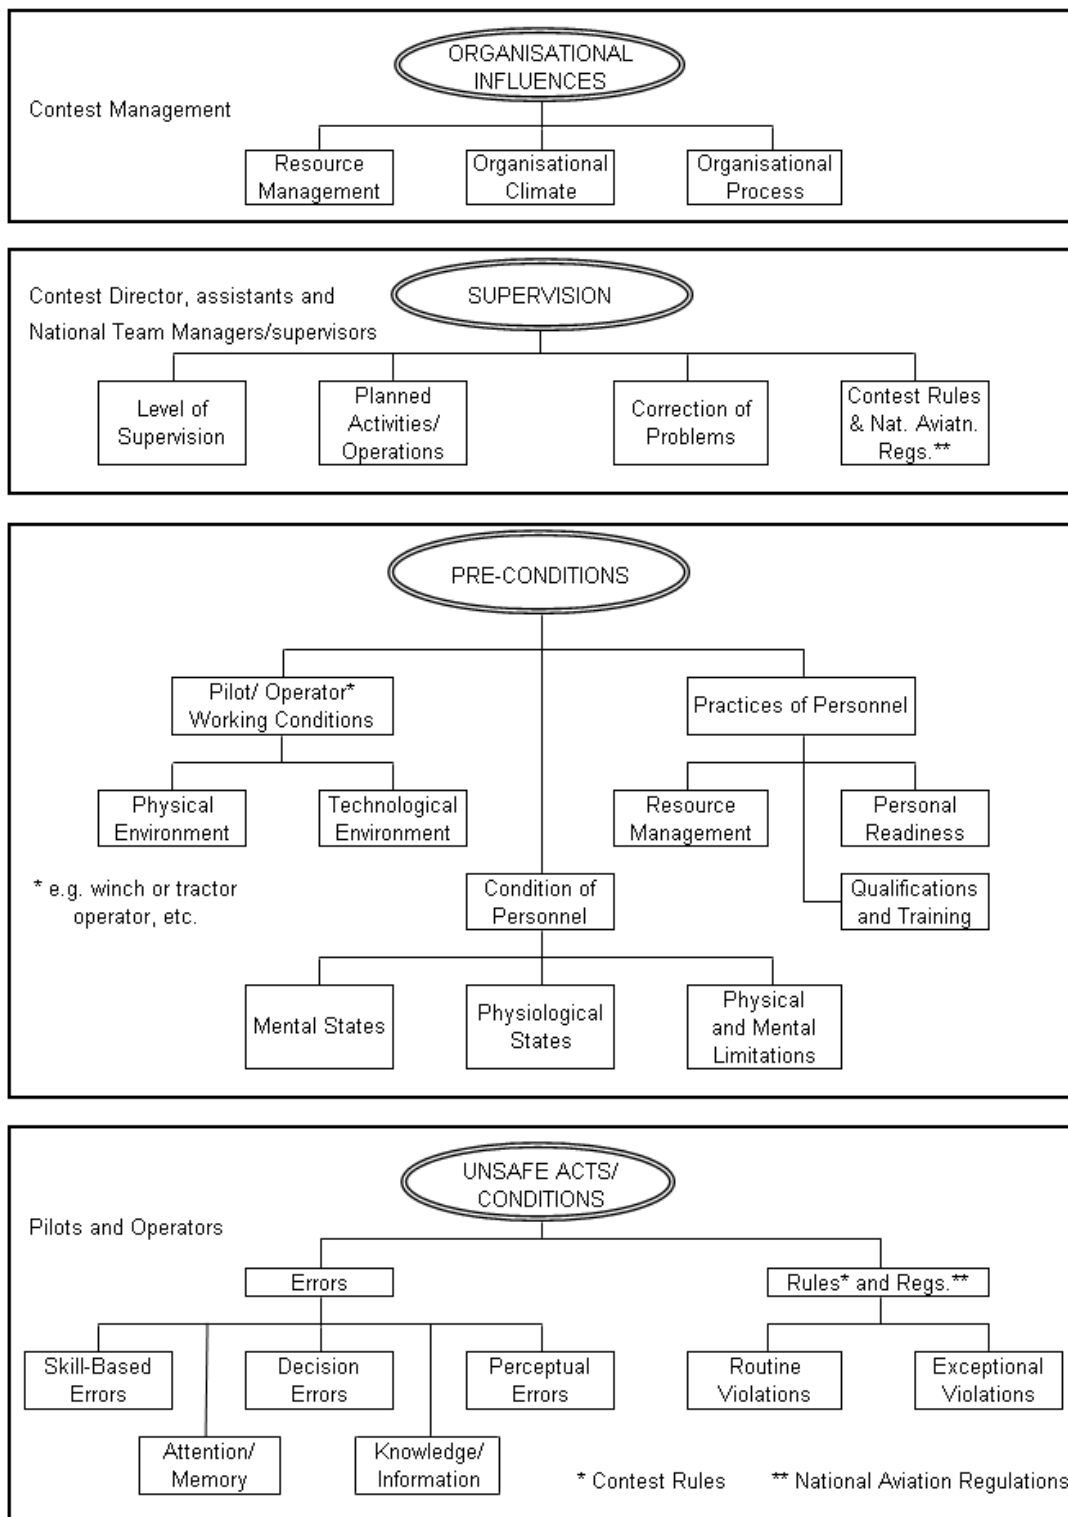 ORGANISATIONAL
INFLUENCES
Contest Management
Resource
Management
Organisational
Climate
Organisational
Process
SUPERVISION
Contest Director, assistants and
National Team Managers/supervisors
Level of
Supervision
Planned
Activities/
Operations
Correction of
Problems
Contest Rules
& Nat. Aviatn.
Regs.**
PRE-CONDITIONS
Pilot/ Operator*
Working Conditions
Practices of Personnel
Physical
Environment
Technological
Environment
Resource
Management
Personal
Readiness
* e.g. winch or tractor
operator, etc.
Condition of
Personnel
Qualifications
and Training
Mental States
Physiological
States
Physical
and Mental
Limitations
UNSAFE ACTS/
CONDITIONS
Pilots and Operators
Errors
Rules* and Regs.**
Skill-Based
Errors
Decision
Errors
Perceptual
Errors
Routine
Violations
Exceptional
Violations
Attention/
Memory
Knowledge/
Information
* Contest Rules
** National Aviation Regulations